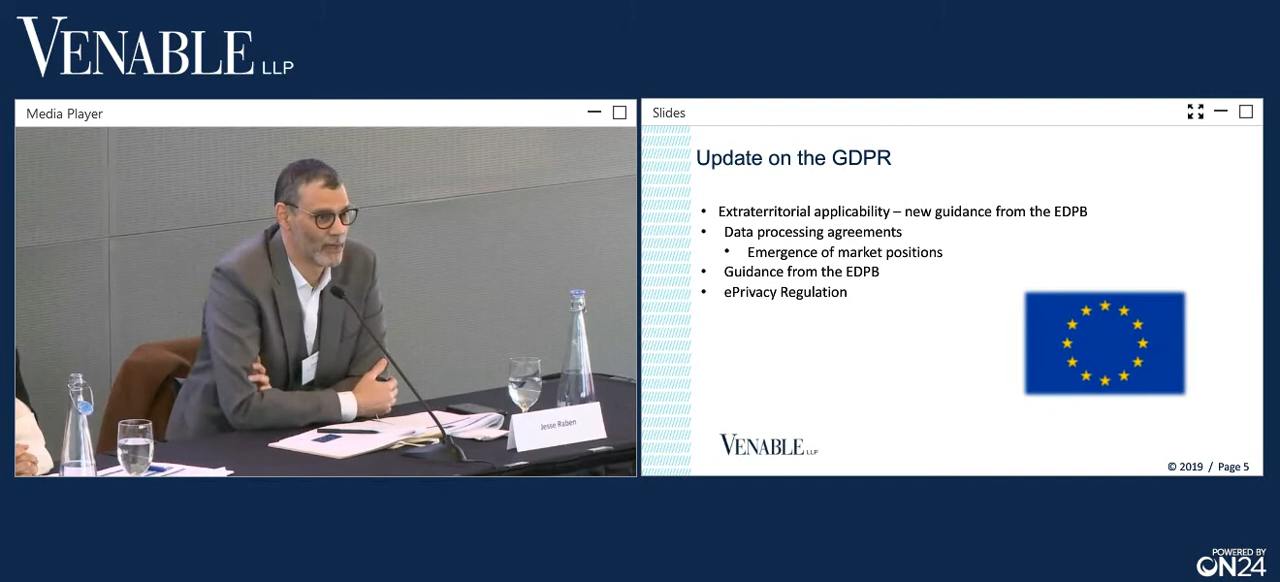 VENABLE LLP
Media Player
Slides
Update on the GDPR
• Extraterritorial applicability – new guidance from the EDPB
• Data processing agreements
• Emergence of market positions
• Guidance from the EDPB
• ePrivacy Regulation
Jesse Raben
VENABLE LLP
© 2019 / Page 5
POWERED BY
ON24